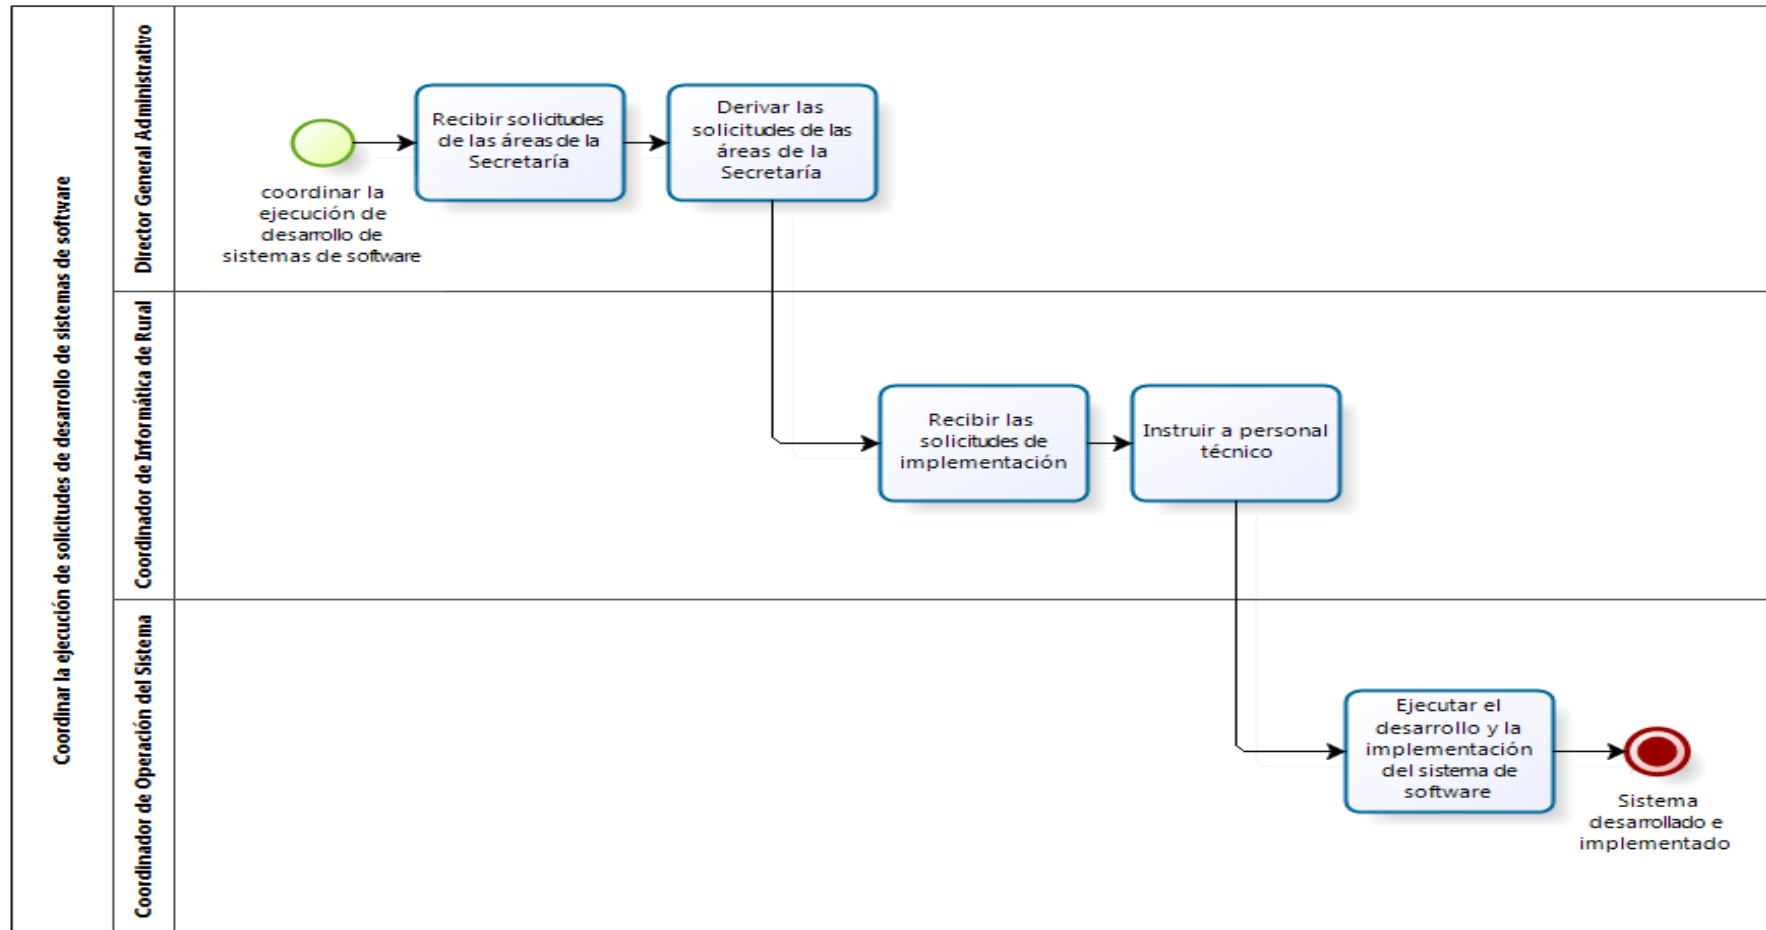 Coordinar la ejecución de solicitudes de desarrollo de sistemas de software
Director General Administrativo
coordinar la
ejecución de
desarrollo de
sistemas de software
Recibir solicitudes
de las áreas de la
Secretaría
Derivar las
solicitudes de las
áreas de la
Secretaría
Coordinador de Informática de Rural
Recibir las
solicitudes de
implementación
Instruir a personal
técnico
Coordinador de Operación del Sistema
Ejecutar el
desarrollo y la
implementación
del sistema de
software
Sistema
desarrollado e
implementado